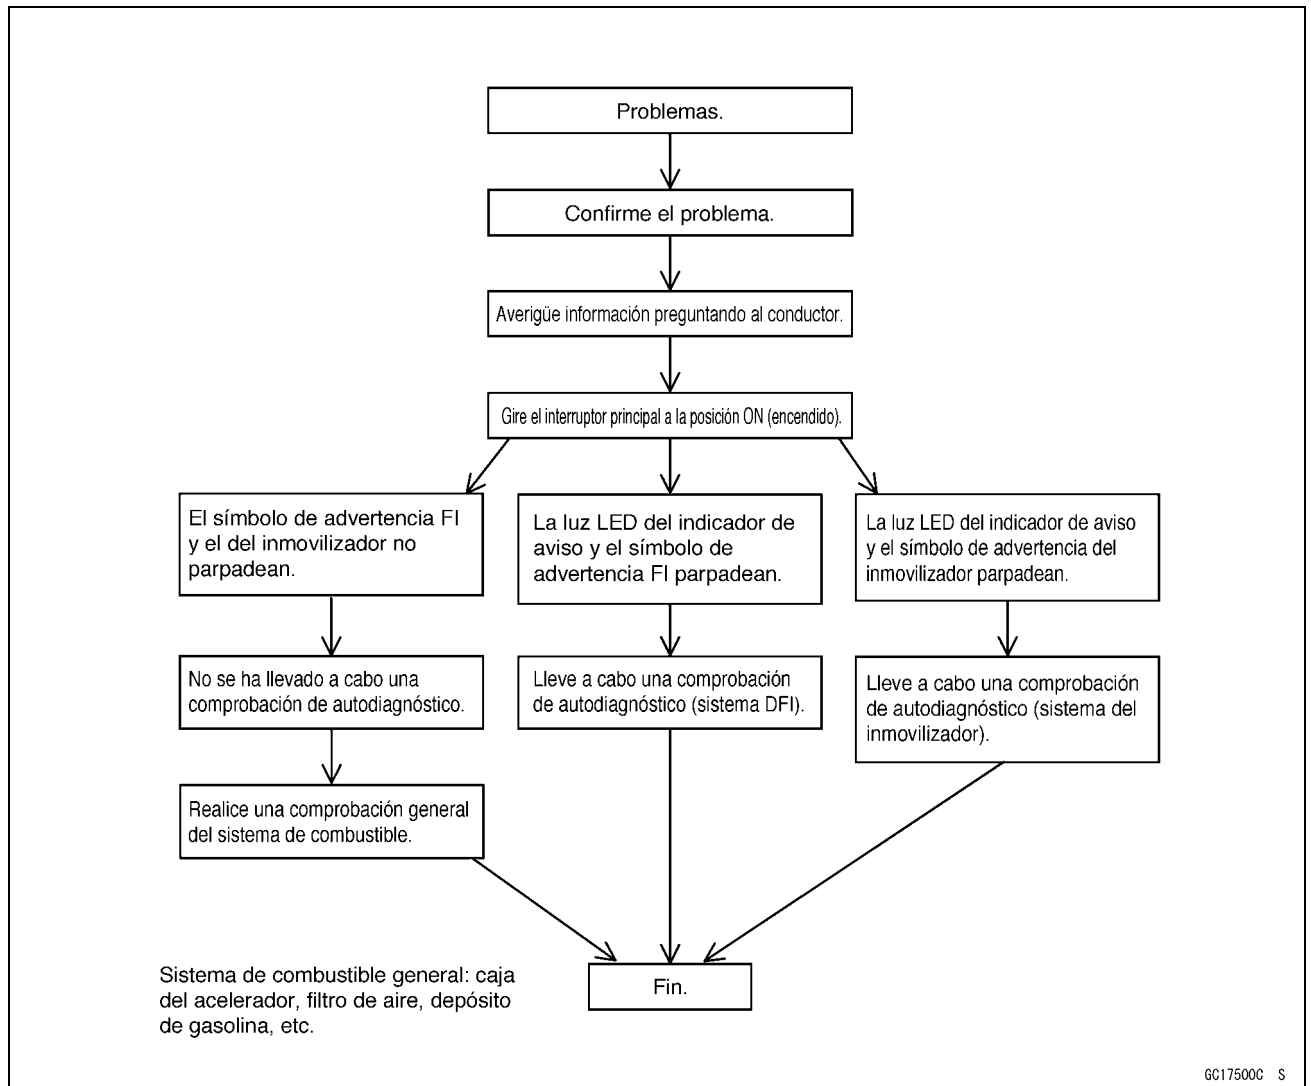 Problemas.
Confirme el problema.
Averigüe información preguntando al conductor.
Gire el interruptor principal a la posición ON (encendido).
El símbolo de advertencia FI
y el del inmovilizador no
parpadean.
La luz LED del indicador de
aviso y el símbolo de
advertencia FI parpadean.
La luz LED del indicador de aviso
y el símbolo de advertencia del
inmovilizador parpadean.
No se ha llevado a cabo una
comprobación de autodiagnóstico.
Lleve a cabo una comprobación
de autodiagnóstico (sistema DFI).
Lleve a cabo una comprobación
de autodiagnóstico (sistema del
inmovilizador).
Realice una comprobación general
del sistema de combustible.
Sistema de combustible general: caja
del acelerador, filtro de aire, depósito
de gasolina, etc.
Fin.
GC17500C S